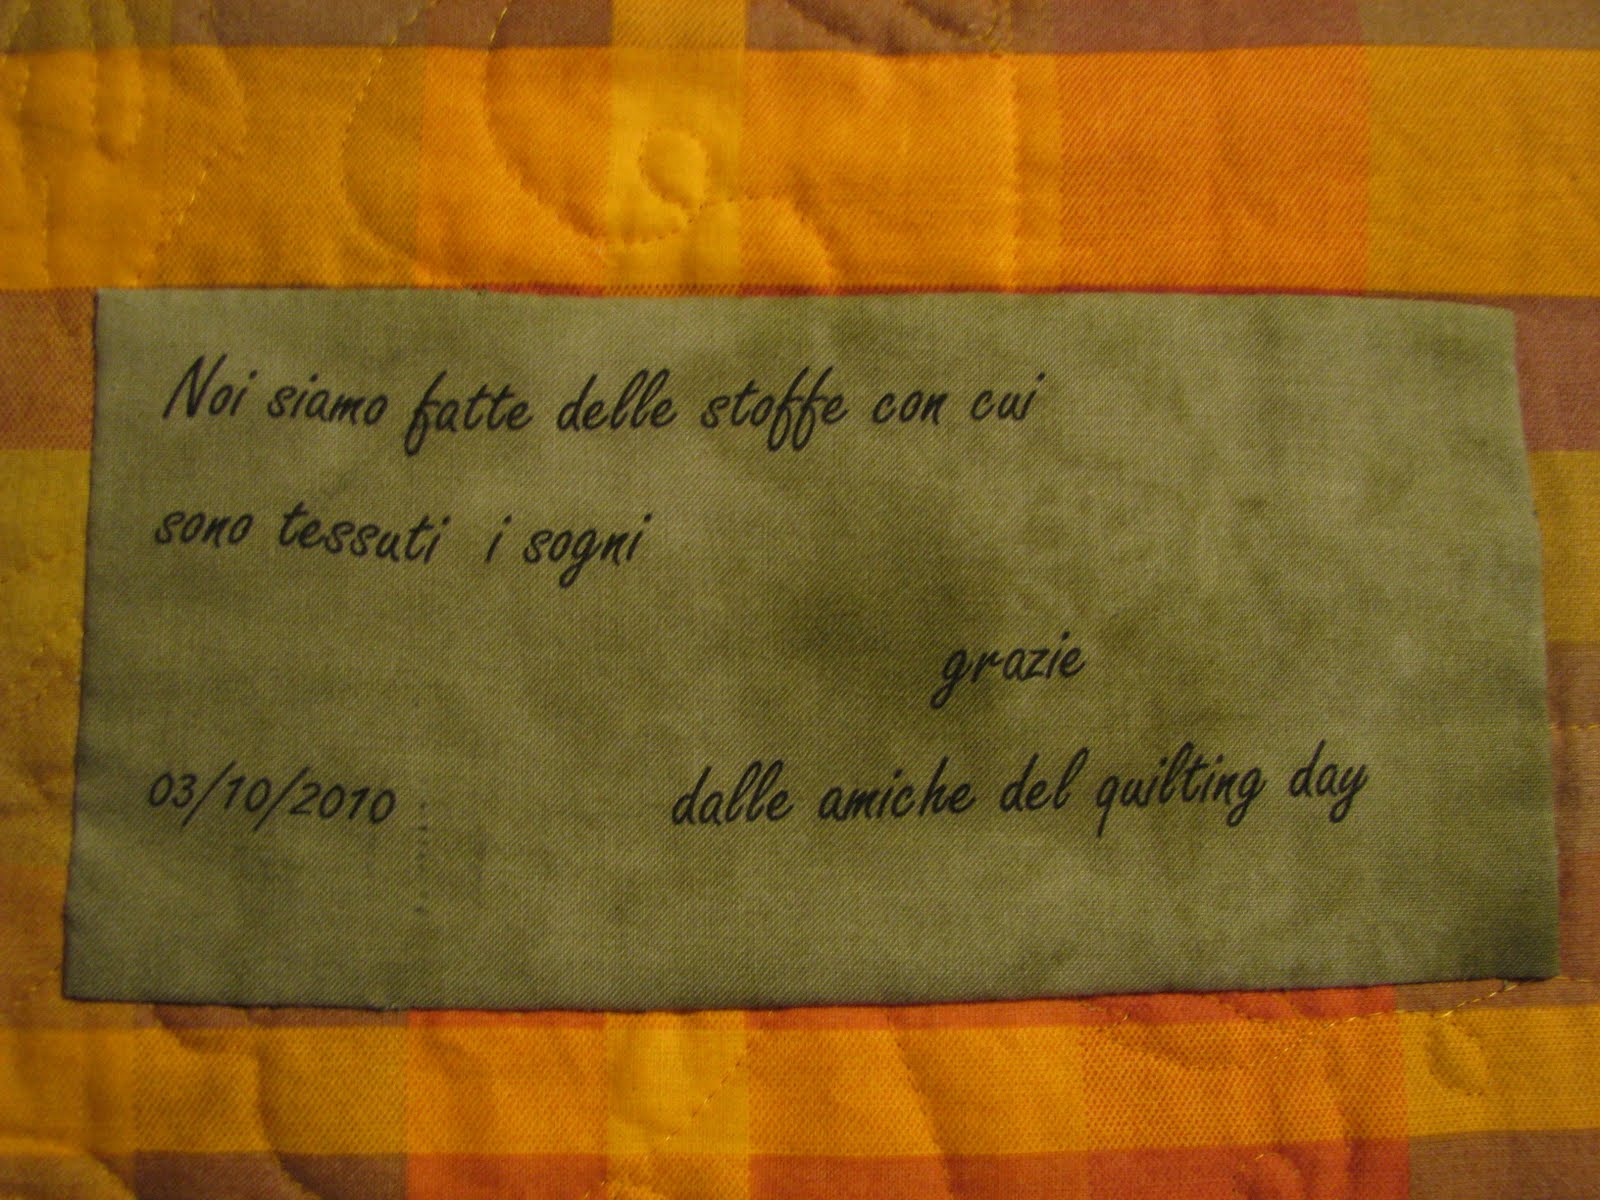 Noi siamo fatte delle stoffe con cui
sono tessuti i sogni
grazie
03/10/2010 dalle amiche del quilting day